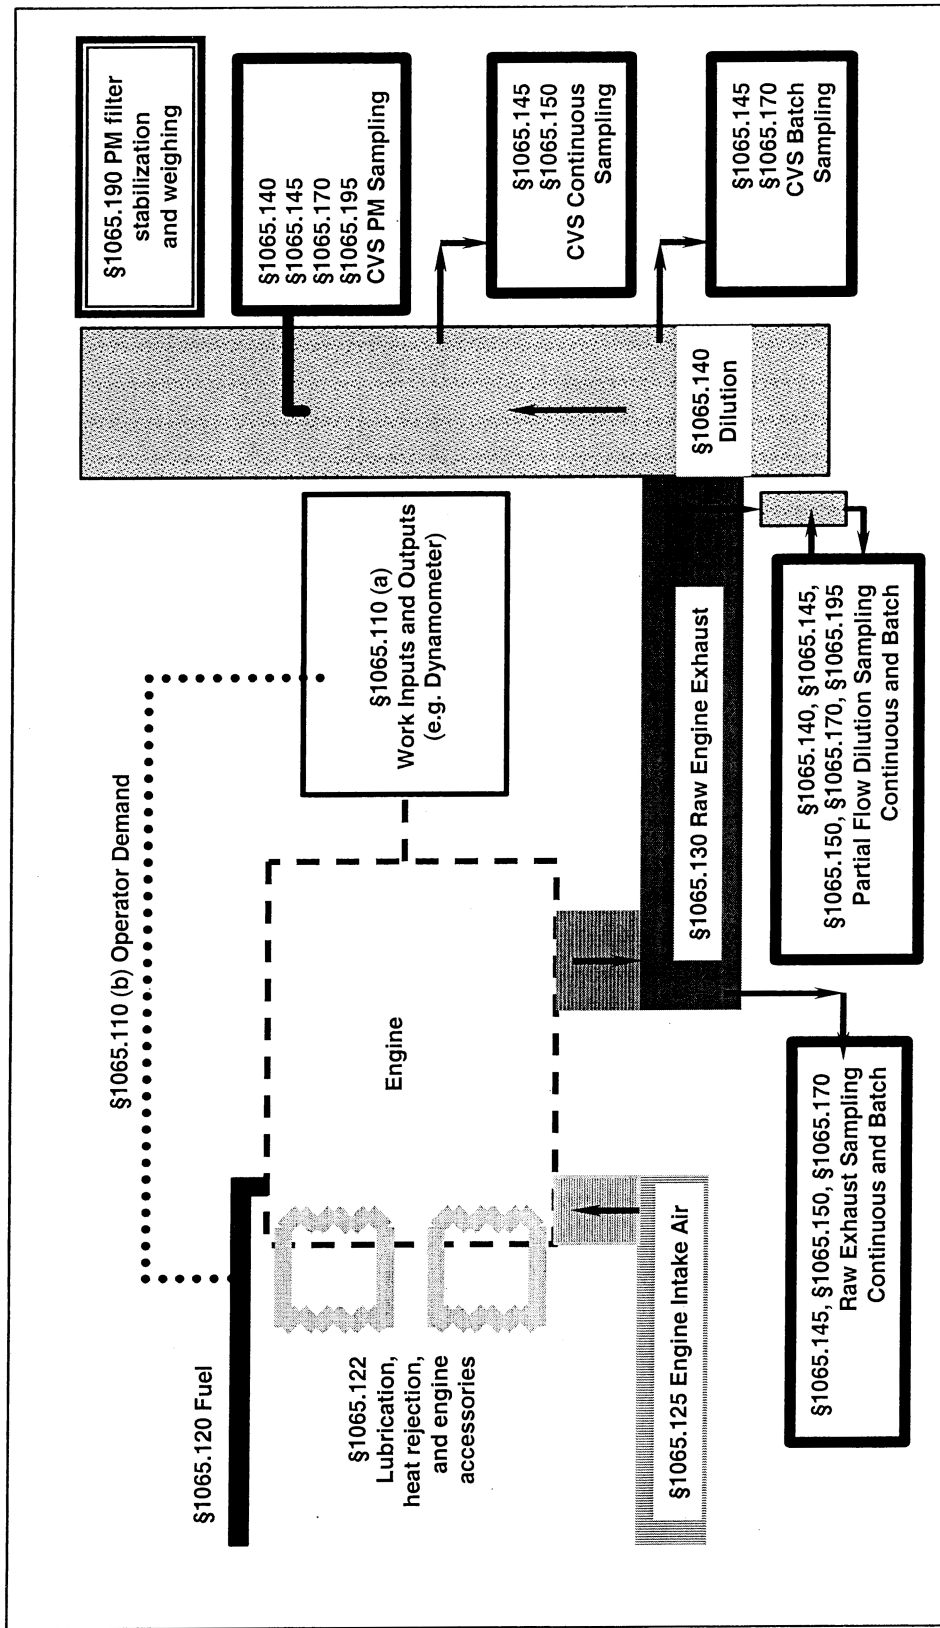 §1065.110 (b) Operator Demand
§1065.190 PM filter
stabilization
and weighing
§1065.120 Fuel
§1065.140
§1065.145
§1065.170
§1065.195
CVS PM Sampling
§1065.110 (a)
Work Inputs and Outputs
(e.g. Dynamometer)
Engine
§1065.122
Lubrication,
heat rejection,
and engine
accessories
§1065.145
§1065.150
CVS Continuous
Sampling
§1065.125 Engine Intake Air
§1065.130 Raw Engine Exhaust
§1065.140
Dilution
§1065.145
§1065.170
CVS Batch
Sampling
§1065.145, §1065.150, §1065.170
Raw Exhaust Sampling
Continuous and Batch
§1065.140, §1065.145,
§1065.150, §1065.170, §1065.195
Partial Flow Dilution Sampling
Continuous and Batch